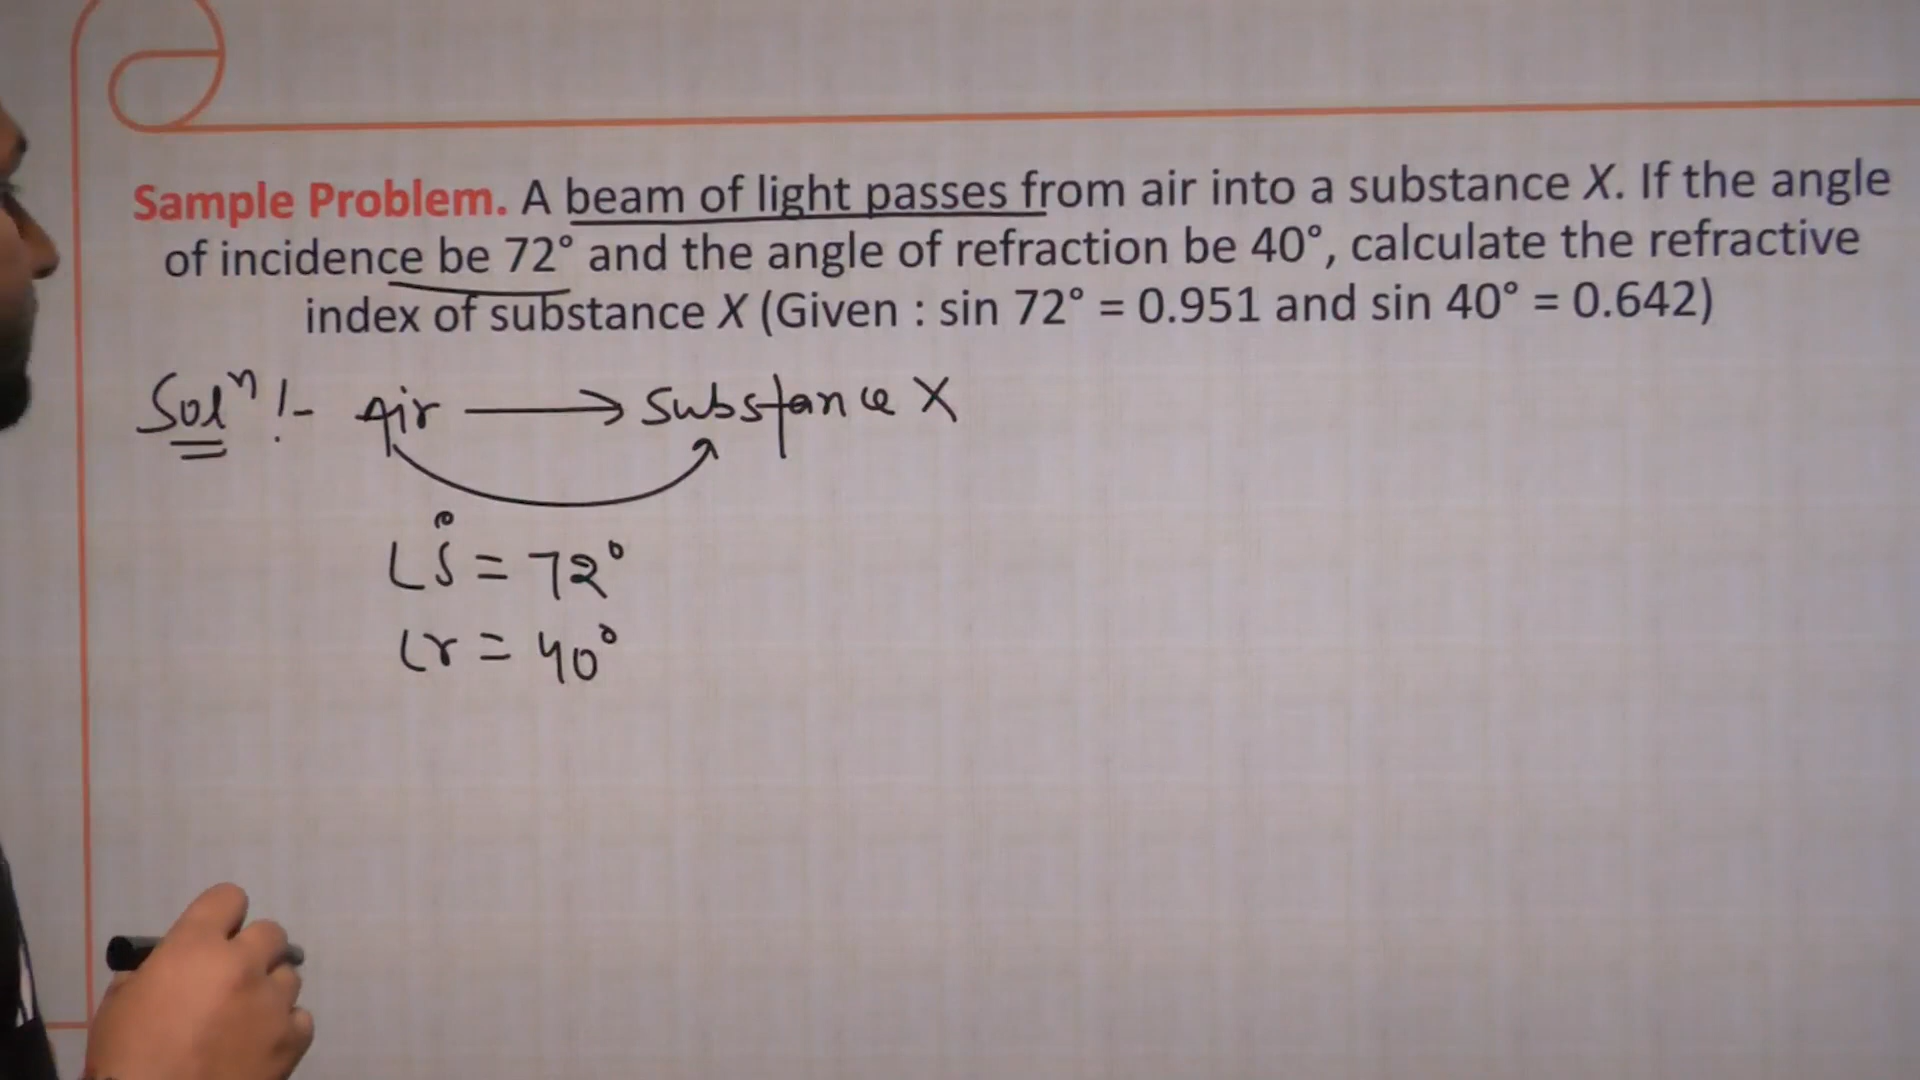 Sample Problem. A beam of light passes from air into a substance X. If the angle
of incidence be 72° and the angle of refraction be 40°, calculate the refractive
index of substance X (Given : sin 72° = 0.951 and sin 40° = 0.642)
Solⁿ !- Air → Substance X
∠i = 72°
∠r = 40°